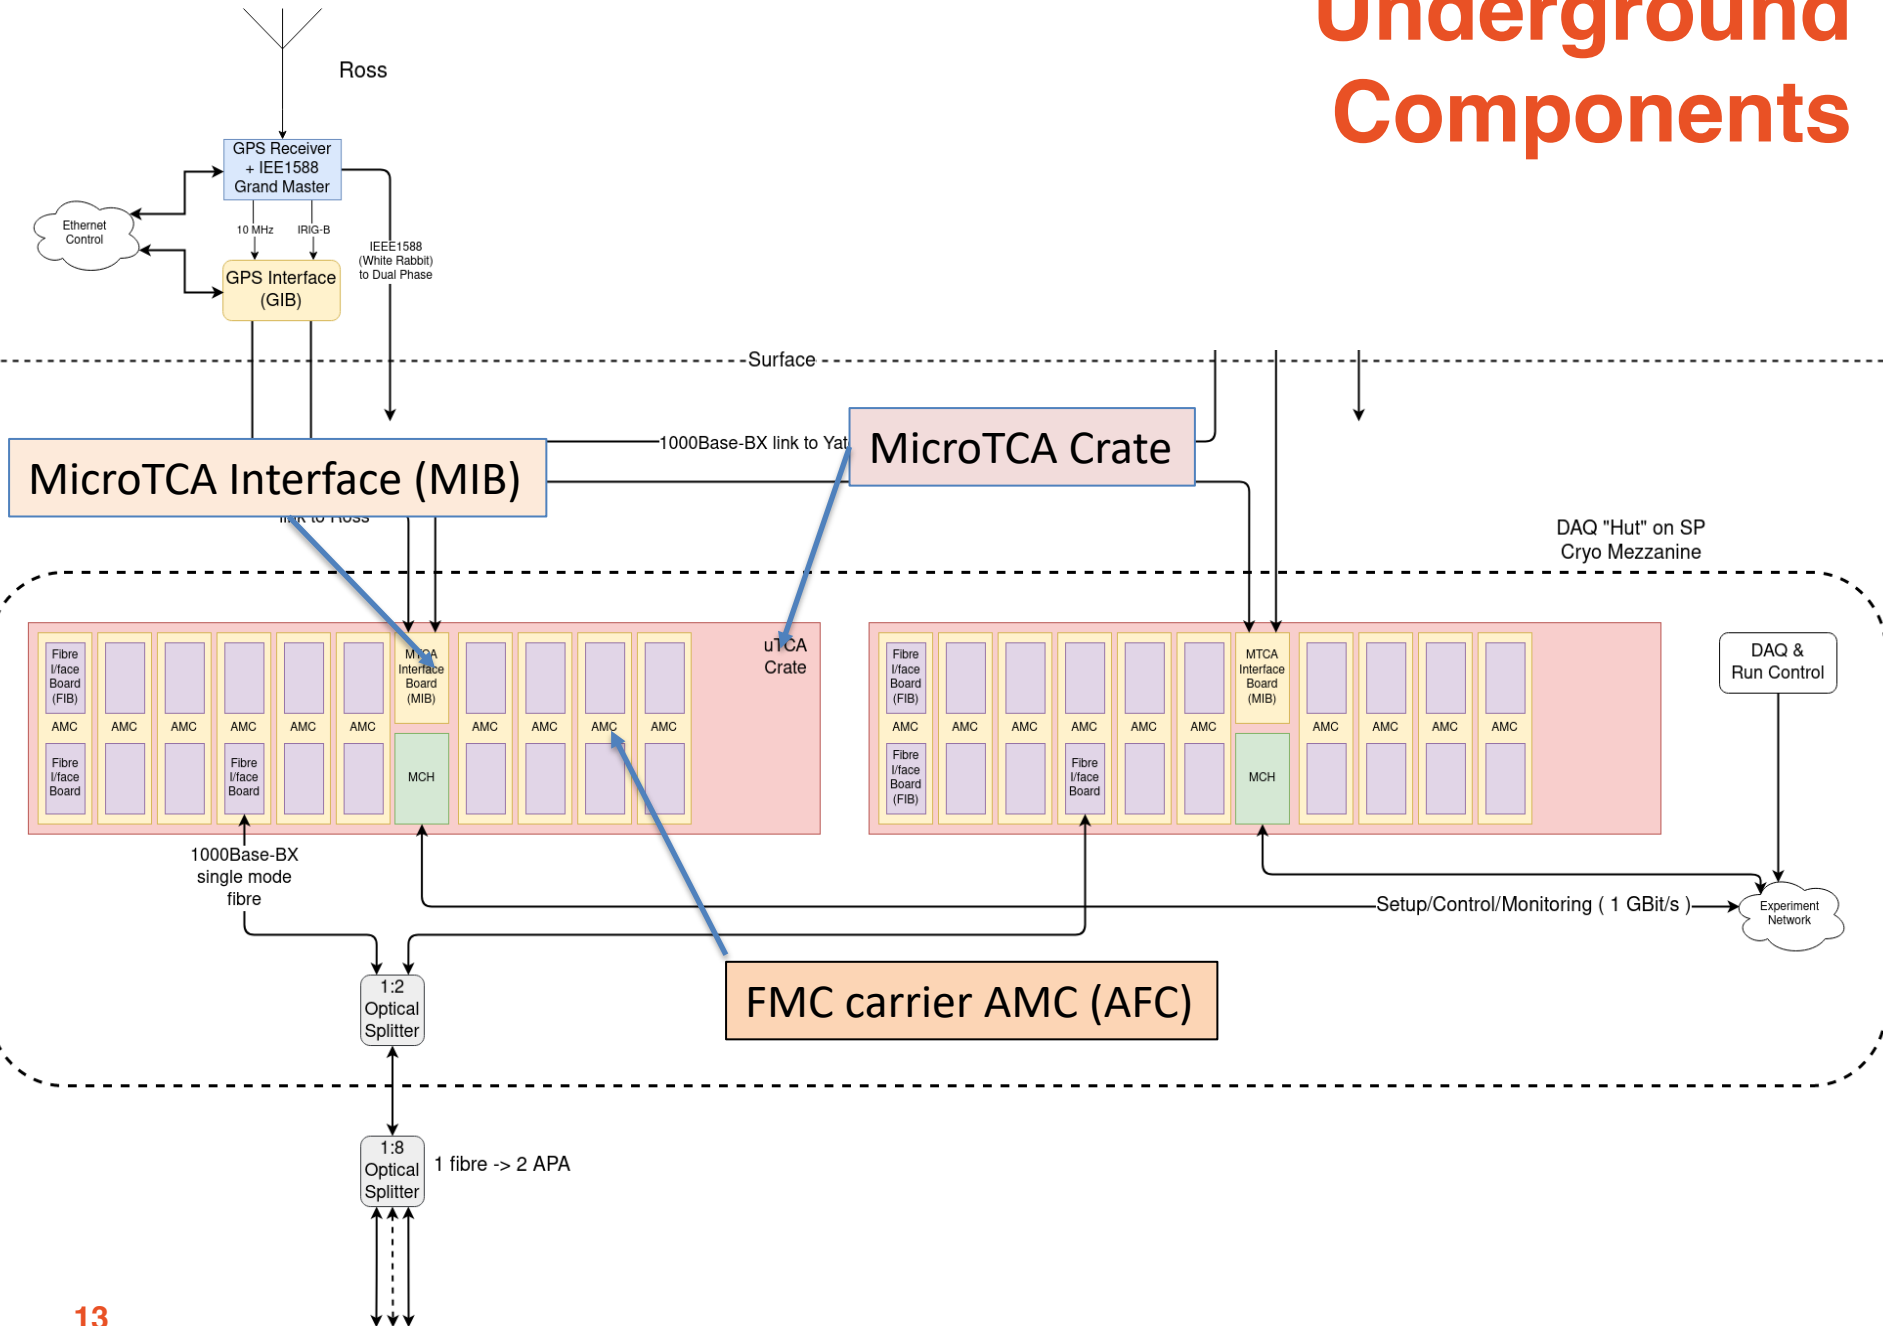 Underground
Components
Ross
GPS Receiver
+ IEE1588
Grand Master
Ethernet
Control
10 MHz
IRIG-B
IEEE1588
(White Rabbit)
to Dual Phase
GPS Interface
(GIB)
Surface
1000Base-BX link to Yat
MicroTCA Crate
MicroTCA Interface (MIB)
link to Ross
DAQ "Hut" on SP
Cryo Mezzanine
Fibre
I/face
Board
(FIB)
MTCA
Interface
Board
(MIB)
uTCA
Crate
AMC
AMC
AMC
AMC
AMC
AMC
AMC
AMC
AMC
AMC
Fibre
I/face
Board
Fibre
I/face
Board
MCH
Fibre
I/face
Board
(FIB)
MTCA
Interface
Board
(MIB)
AMC
AMC
AMC
AMC
AMC
AMC
AMC
AMC
AMC
AMC
Fibre
I/face
Board
(FIB)
Fibre
I/face
Board
MCH
DAQ &
Run Control
1000Base-BX
single mode
fibre
Setup/Control/Monitoring ( 1 GBit/s )
Experiment
Network
1:2
Optical
Splitter
FMC carrier AMC (AFC)
1:8
Optical
Splitter
1 fibre -> 2 APA
13